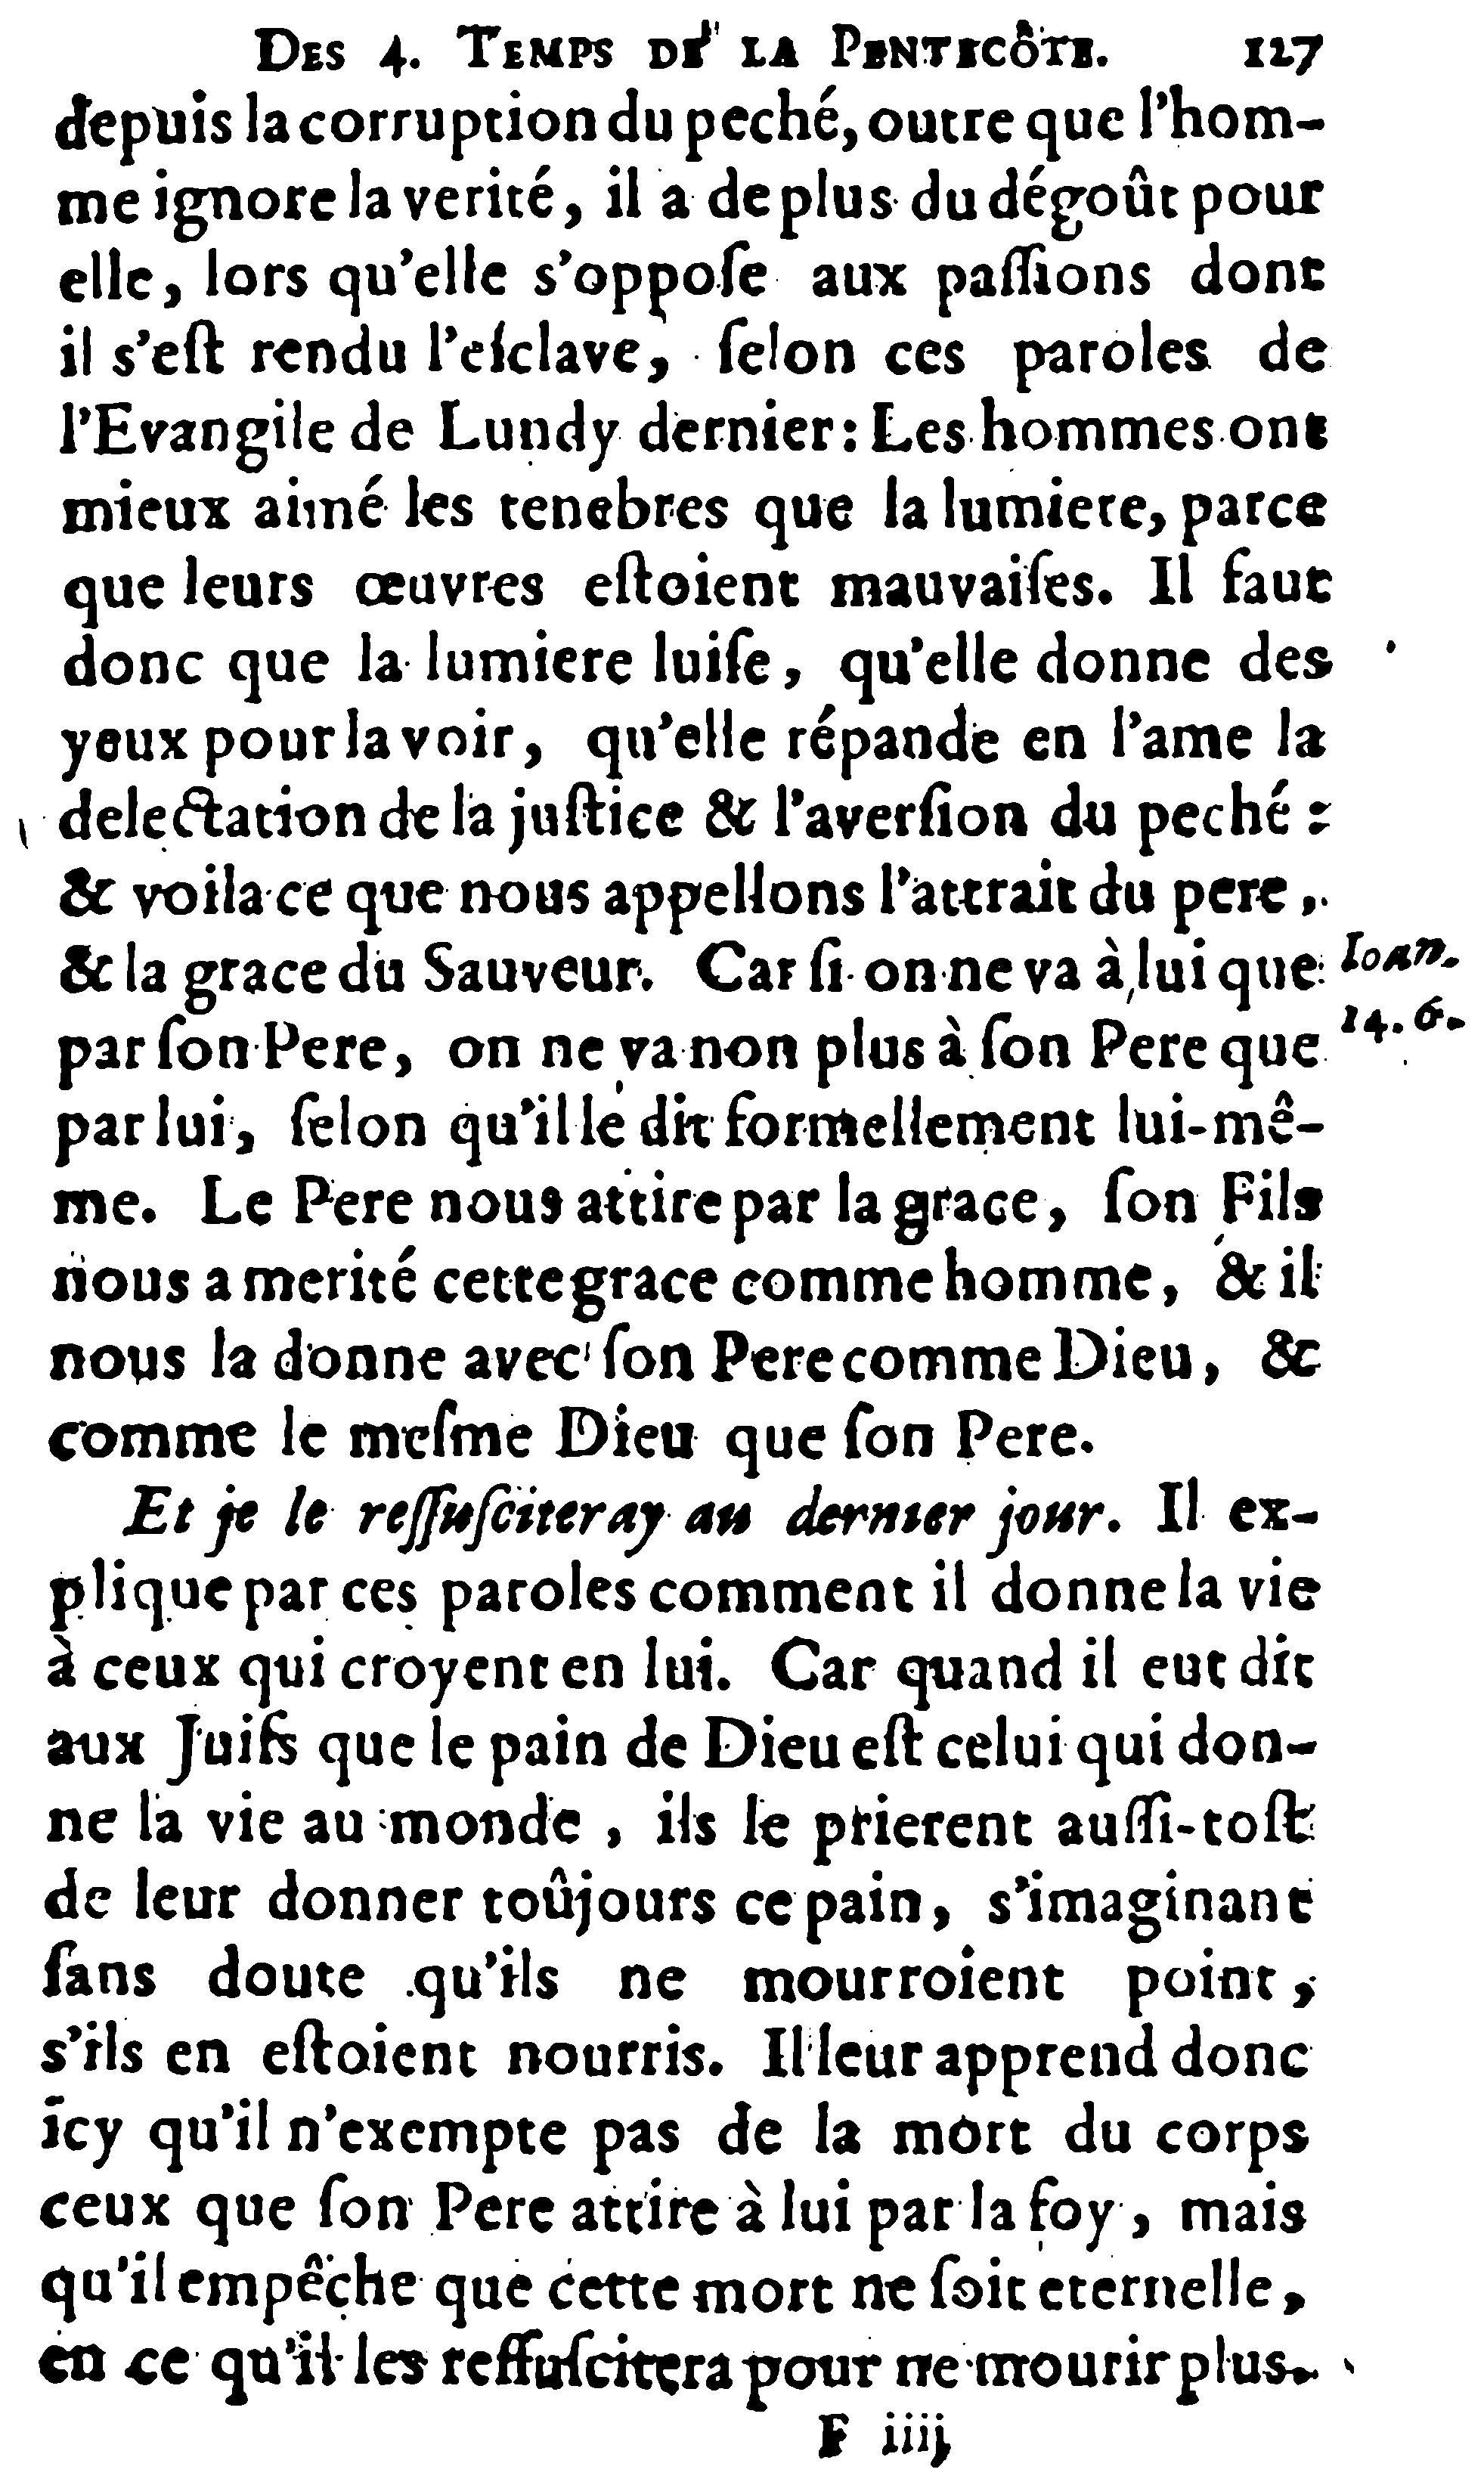 DES 4. TEMPS DE LA PENTECÔTE. 127
depuis la corruption du peché, outre que l'hom-
me ignore la verité, il a de plus du dégoût pour
elle, lors qu'elle s'oppoſe aux paſſions dont
il s'eſt rendu l'eſclave, ſelon ces paroles de
l'Evangile de Lundy dernier: Les hommes ont
mieux aimé les tenebres que la lumiere, parce
que leurs œuvres eſtoient mauvaiſes. Il faut
donc que la lumiere luiſe, qu'elle donne des
yeux pour la voir, qu'elle répande en l'ame la
delectation de la juſtice & l'averſion du peché:
& voila ce que nous appellons l'attrait du pere,
& la grace du Sauveur. Car ſi on ne va à lui que
par ſon Pere, on ne va non plus à ſon Pere que
par lui, ſelon qu'il le dit formellement lui-mê-
me. Le Pere nous attire par la grace, ſon Fils
nous a merité cette grace comme homme, & il
nous la donne avec ſon Pere comme Dieu, &
comme le meſme Dieu que ſon Pere.
Ioan.
14. 6.
Et je le reſſuſciteray au dernier jour. Il ex-
plique par ces paroles comment il donne la vie
à ceux qui croyent en lui. Car quand il eut dit
aux Juifs que le pain de Dieu eſt celui qui don-
ne la vie au monde, ils le prierent auſſi-toſt
de leur donner toûjours ce pain, s'imaginant
ſans doute qu'ils ne mourroient point,
s'ils en eſtoient nourris. Il leur apprend donc
icy qu'il n'exempte pas de la mort du corps
ceux que ſon Pere attire à lui par la foy, mais
qu'il empêche que cette mort ne ſoit eternelle,
en ce qu'il les reſſuſcitera pour ne mourir plus.
F iiij